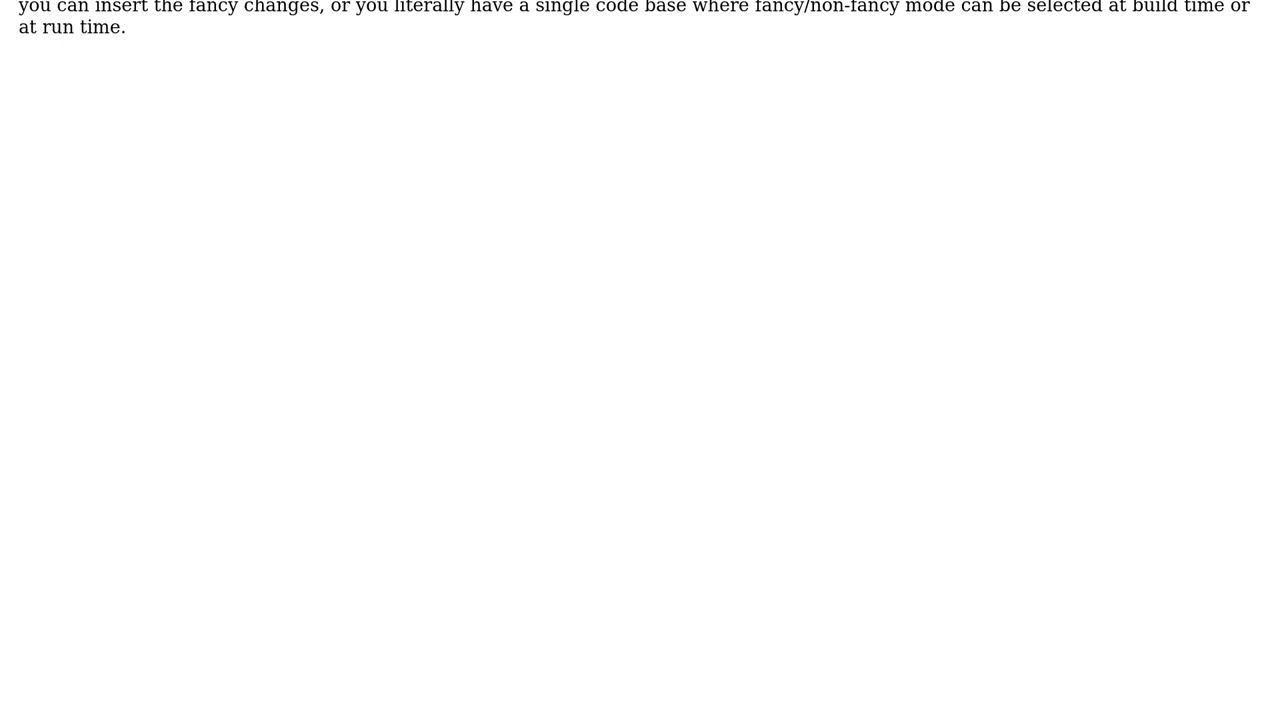 you can insert the fancy changes, or you literally have a single code base where fancy/non-fancy mode can be selected at build time or
at run time.